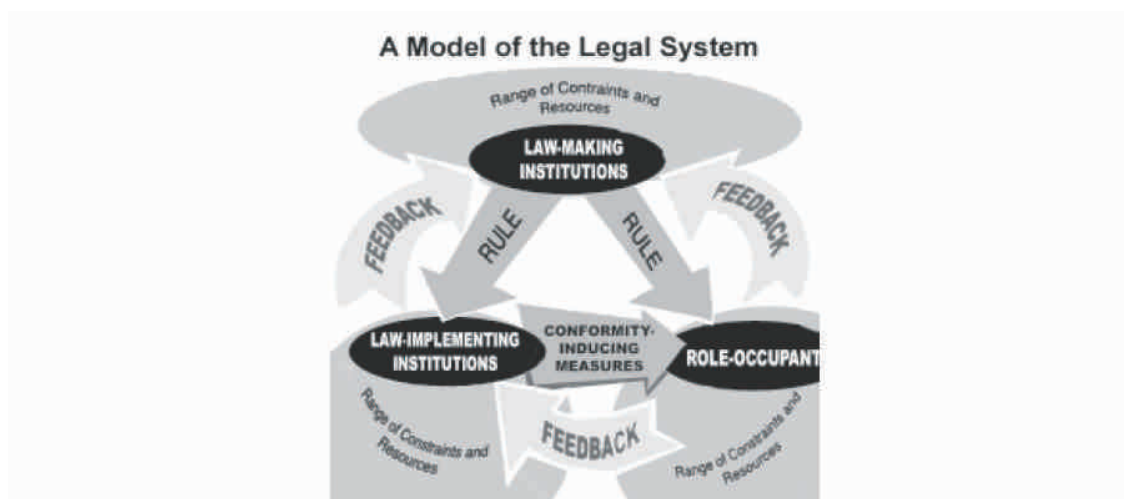 A Model of the Legal System
Range of Contraints and
Resources
LAW-MAKING
INSTITUTIONS
FEEDBACK
RULE
RULE
FEEDBACK
LAW-IMPLEMENTING
INSTITUTIONS
CONFORMITY-
INDUCING
MEASURES
ROLE-OCCUPANT
Range of Constraints and
Resources
FEEDBACK
Range of Constraints and
Resources